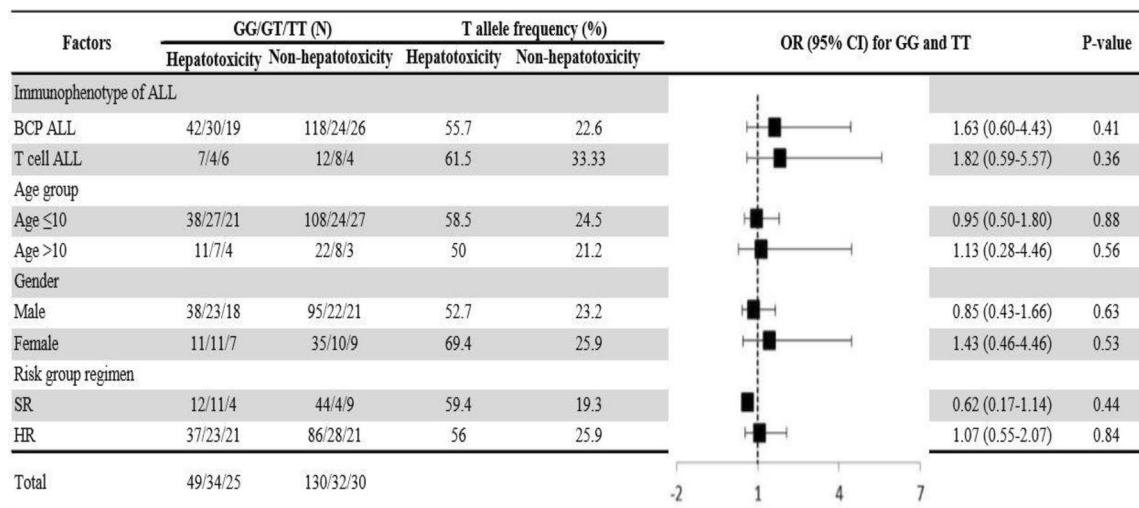 Factors GG/GT/TT (N) T allele frequency (%) OR (95% CI) for GG and TT P-value
Hepatotoxicity Non-hepatotoxicity Hepatotoxicity Non-hepatotoxicity
Immunophenotype of ALL
BCP ALL 42/30/19 118/24/26 55.7 22.6 1.63 (0.60-4.43) 0.41
T cell ALL 7/4/6 12/8/4 61.5 33.33 1.82 (0.59-5.57) 0.36
Age group
Age ≤10 38/27/21 108/24/27 58.5 24.5 0.95 (0.50-1.80) 0.88
Age >10 11/7/4 22/8/3 50 21.2 1.13 (0.28-4.46) 0.56
Gender
Male 38/23/18 95/22/21 52.7 23.2 0.85 (0.43-1.66) 0.63
Female 11/11/7 35/10/9 69.4 25.9 1.43 (0.46-4.46) 0.53
Risk group regimen
SR 12/11/4 44/4/9 59.4 19.3 0.62 (0.17-1.14) 0.44
HR 37/23/21 86/28/21 56 25.9 1.07 (0.55-2.07) 0.84
Total 49/34/25 130/32/30
-2 1 4 7